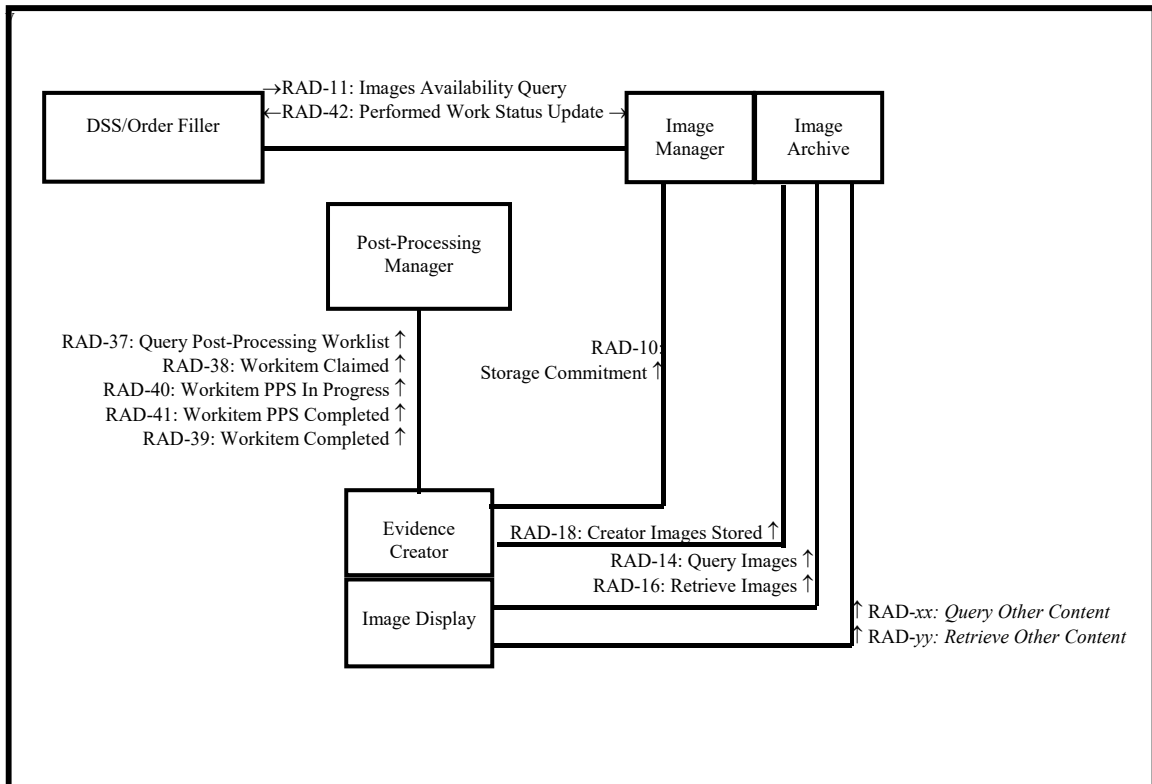 →RAD-11: Images Availability Query
←RAD-42: Performed Work Status Update →
DSS/Order Filler
Image
Manager
Image
Archive
Post-Processing
Manager
RAD-37: Query Post-Processing Worklist ↑
RAD-38: Workitem Claimed ↑
RAD-40: Workitem PPS In Progress ↑
RAD-41: Workitem PPS Completed ↑
RAD-39: Workitem Completed ↑
RAD-10:
Storage Commitment ↑
Evidence
Creator
RAD-18: Creator Images Stored ↑
RAD-14: Query Images ↑
RAD-16: Retrieve Images ↑
Image Display
↑ RAD-xx: Query Other Content
↑ RAD-yy: Retrieve Other Content